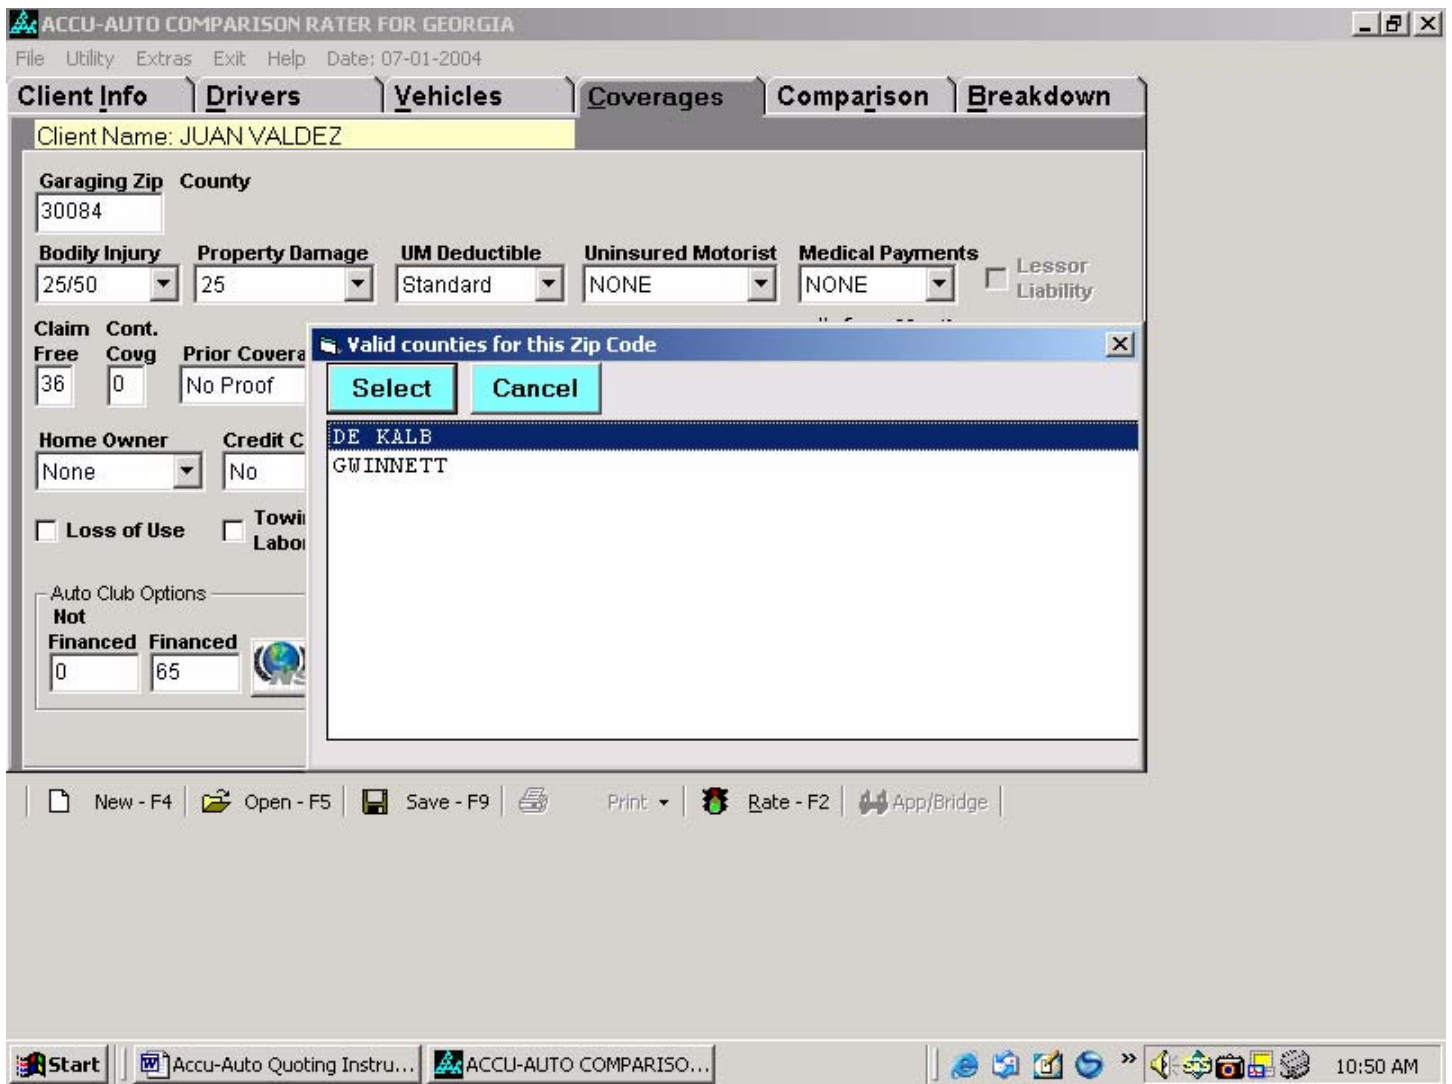 ACCU-AUTO COMPARISON RATER FOR GEORGIA
File Utility Extras Exit Help Date: 07-01-2004
Client Info Drivers Vehicles Coverages Comparison Breakdown
Client Name: JUAN VALDEZ
Garaging Zip County
30084
Bodily Injury Property Damage UM Deductible Uninsured Motorist Medical Payments
25/50 25 Standard NONE NONE Lessor Liability
Claim Free Cont. Covg Prior Covera
36 0 No Proof
Valid counties for this Zip Code
Select Cancel
DE KALB
GWINNETT
Home Owner Credit C
None No
Loss of Use Towi
Labo
Auto Club Options
Not
Financed Financed
0 65
New - F4 Open - F5 Save - F9 Print Rate - F2 App/Bridge
Start Accu-Auto Quoting Instru... ACCU-AUTO COMPARISO... 10:50 AM